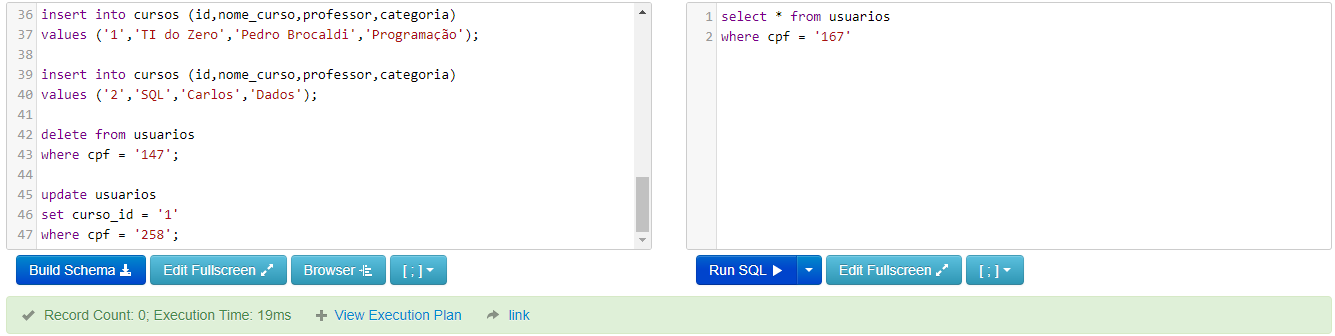 36 insert into cursos (id,nome_curso,professor,categoria)
37 values ('1','TI do Zero','Pedro Brocaldi','Programação');
38
39 insert into cursos (id,nome_curso,professor,categoria)
40 values ('2','SQL','Carlos','Dados');
41
42 delete from usuarios
43 where cpf = '147';
44
45 update usuarios
46 set curso_id = '1'
47 where cpf = '258';
Build Schema Edit Fullscreen Browser [ ; ]
1 select * from usuarios
2 where cpf = '167'
Run SQL Edit Fullscreen [ ; ]
Record Count: 0; Execution Time: 19ms View Execution Plan link